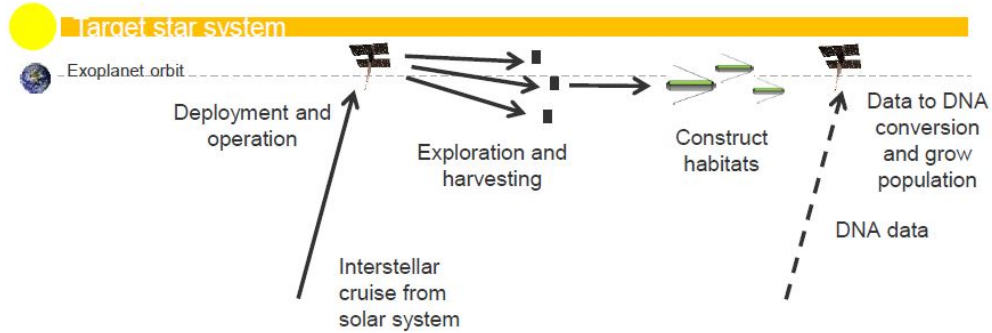 Target star system
Exoplanet orbit
Deployment and
operation
Exploration and
harvesting
Construct
habitats
Data to DNA
conversion
and grow
population
DNA data
Interstellar
cruise from
solar system